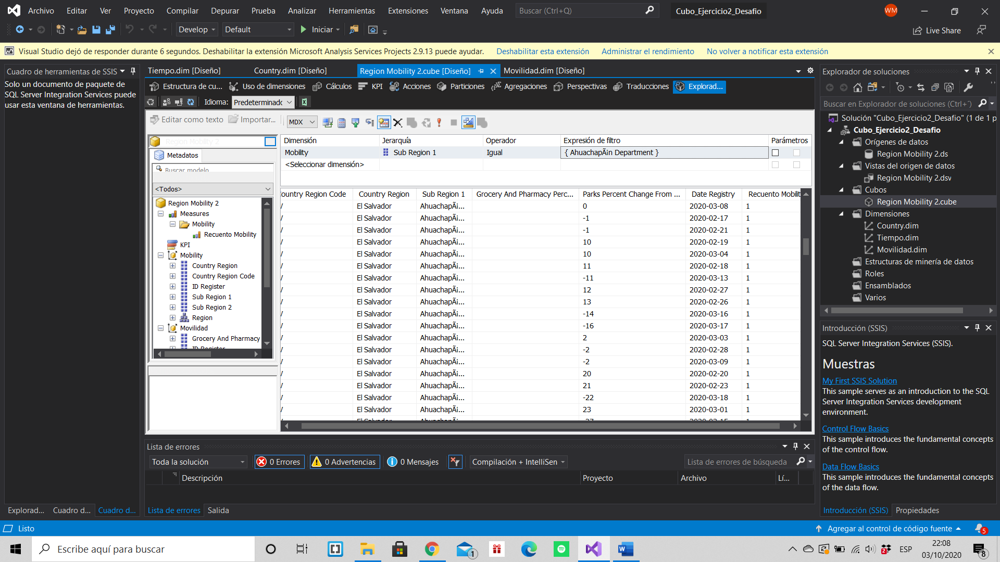 Archivo Editar Ver Proyecto Compilar Depurar Prueba Analizar Herramientas Extensiones Ventana Ayuda Buscar (Ctrl+Q) Cubo_Ejercicio2_Desafio WM
Develop Default Iniciar Live Share
Visual Studio dejó de responder durante 6 segundos. Deshabilitar la extensión Microsoft Analysis Services Projects 2.9.13 puede ayudar. Deshabilitar esta extensión Administrar el rendimiento No volver a notificar esta extensión
Cuadro de herramientas de SSIS
Solo un documento de paquete de
SQL Server Integration Services puede
usar esta ventana de herramientas.
Tiempo.dim [Diseño] Country.dim [Diseño] Region Mobility 2.cube [Diseño] Movilidad.dim [Diseño]
Estructura de cu... Uso de dimensiones Cálculos KPI Acciones Particiones Agregaciones Perspectivas Traducciones Explorad...
Idioma: Predeterminado
Editar como texto Importar... MDX
Region Mobility 2
Metadatos
Buscar modelo
<Todos>
Region Mobility 2
Measures
Mobility
Recuento Mobility
KPI
Mobility
Country Region
Country Region Code
ID Register
Sub Region 1
Sub Region 2
Region
Movilidad
Grocery And Pharmacy
ID Register
Dimensión Jerarquía Operador Expresión de filtro Parámetros
Mobility Sub Region 1 Igual { AhuachapÃ¡n Department }
<Seleccionar dimensión>
ountry Region Code Country Region Sub Region 1 Grocery And Pharmacy Perc... Parks Percent Change From ... Date Registry Recuento Mobilit
V El Salvador AhuachapÃ¡... 0 2020-03-08 1
V El Salvador AhuachapÃ¡... -1 2020-02-17 1
V El Salvador AhuachapÃ¡... -1 2020-02-21 1
V El Salvador AhuachapÃ¡... 10 2020-02-19 1
V El Salvador AhuachapÃ¡... 10 2020-03-04 1
V El Salvador AhuachapÃ¡... 11 2020-02-18 1
V El Salvador AhuachapÃ¡... -11 2020-03-13 1
V El Salvador AhuachapÃ¡... 12 2020-02-27 1
V El Salvador AhuachapÃ¡... 13 2020-02-26 1
V El Salvador AhuachapÃ¡... -14 2020-03-16 1
V El Salvador AhuachapÃ¡... -16 2020-03-17 1
V El Salvador AhuachapÃ¡... 2 2020-03-03 1
V El Salvador AhuachapÃ¡... -2 2020-02-28 1
V El Salvador AhuachapÃ¡... -2 2020-03-09 1
V El Salvador AhuachapÃ¡... 20 2020-02-20 1
V El Salvador AhuachapÃ¡... 21 2020-02-23 1
V El Salvador AhuachapÃ¡... -22 2020-03-18 1
V El Salvador AhuachapÃ¡... 23 2020-03-01 1
Explorador de soluciones
Buscar en Explorador de soluciones (Ctrl+´)
Solución "Cubo_Ejercicio2_Desafio" (1 de 1 p
Cubo_Ejercicio2_Desafio
Orígenes de datos
Region Mobility 2.ds
Vistas del origen de datos
Region Mobility 2.dsv
Cubos
Region Mobility 2.cube
Dimensiones
Country.dim
Tiempo.dim
Movilidad.dim
Estructuras de minería de datos
Roles
Ensamblados
Varios
Introducción (SSIS)
SQL Server Integration Services (SSIS).
Muestras
My First SSIS Solution
This sample serves as an introduction to the SQL
Server Integration Services development
environment.
Control Flow Basics
This sample introduces the fundamental concepts
of the control flow.
Data Flow Basics
This sample introduces the fundamental concepts
of the data flow.
Introducción (SSIS) Propiedades
Lista de errores
Toda la solución 0 Errores 0 Advertencias 0 Mensajes Compilación + IntelliSen Lista de errores de búsqueda
Descripción Proyecto Archivo Lí...
Explorad... Cuadro d... Cuadro d... Lista de errores Salida
Listo Agregar al control de código fuente 5
Escribe aquí para buscar 1 2 ESP 22:08
03/10/2020 8